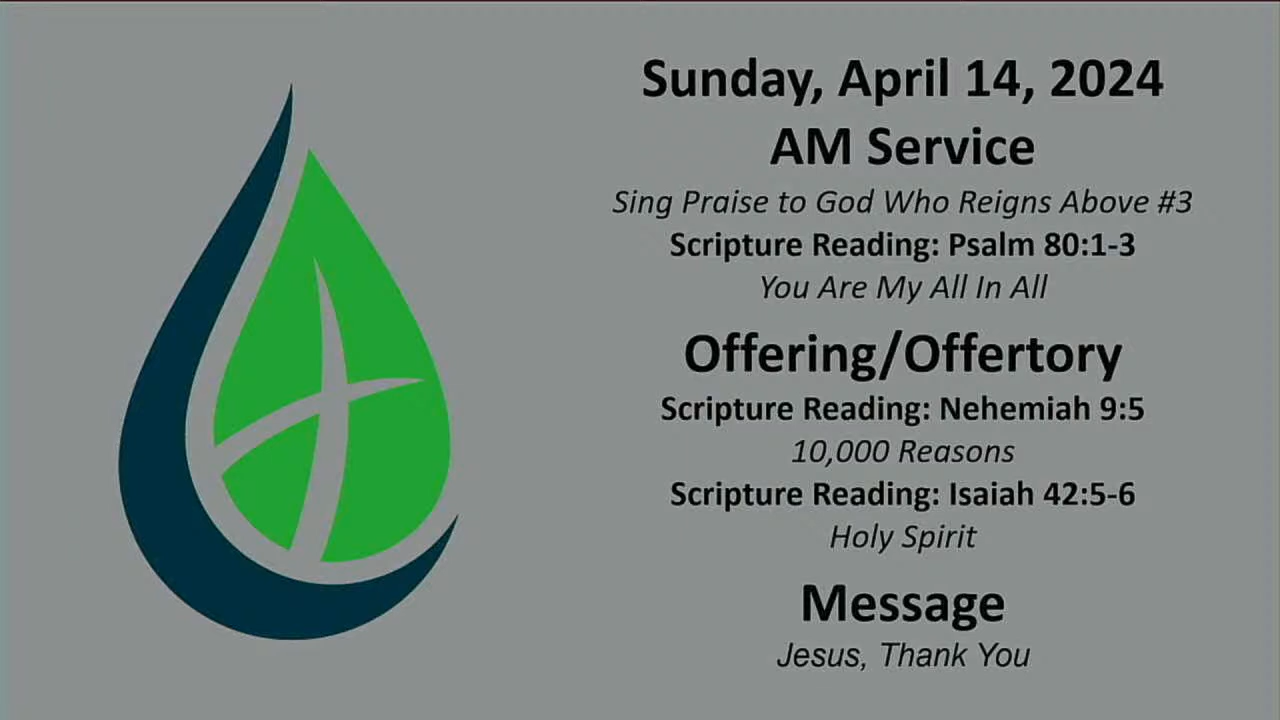 Sunday, April 14, 2024
AM Service
Sing Praise to God Who Reigns Above #3
Scripture Reading: Psalm 80:1-3
You Are My All In All
Offering/Offertory
Scripture Reading: Nehemiah 9:5
10,000 Reasons
Scripture Reading: Isaiah 42:5-6
Holy Spirit
Message
Jesus, Thank You